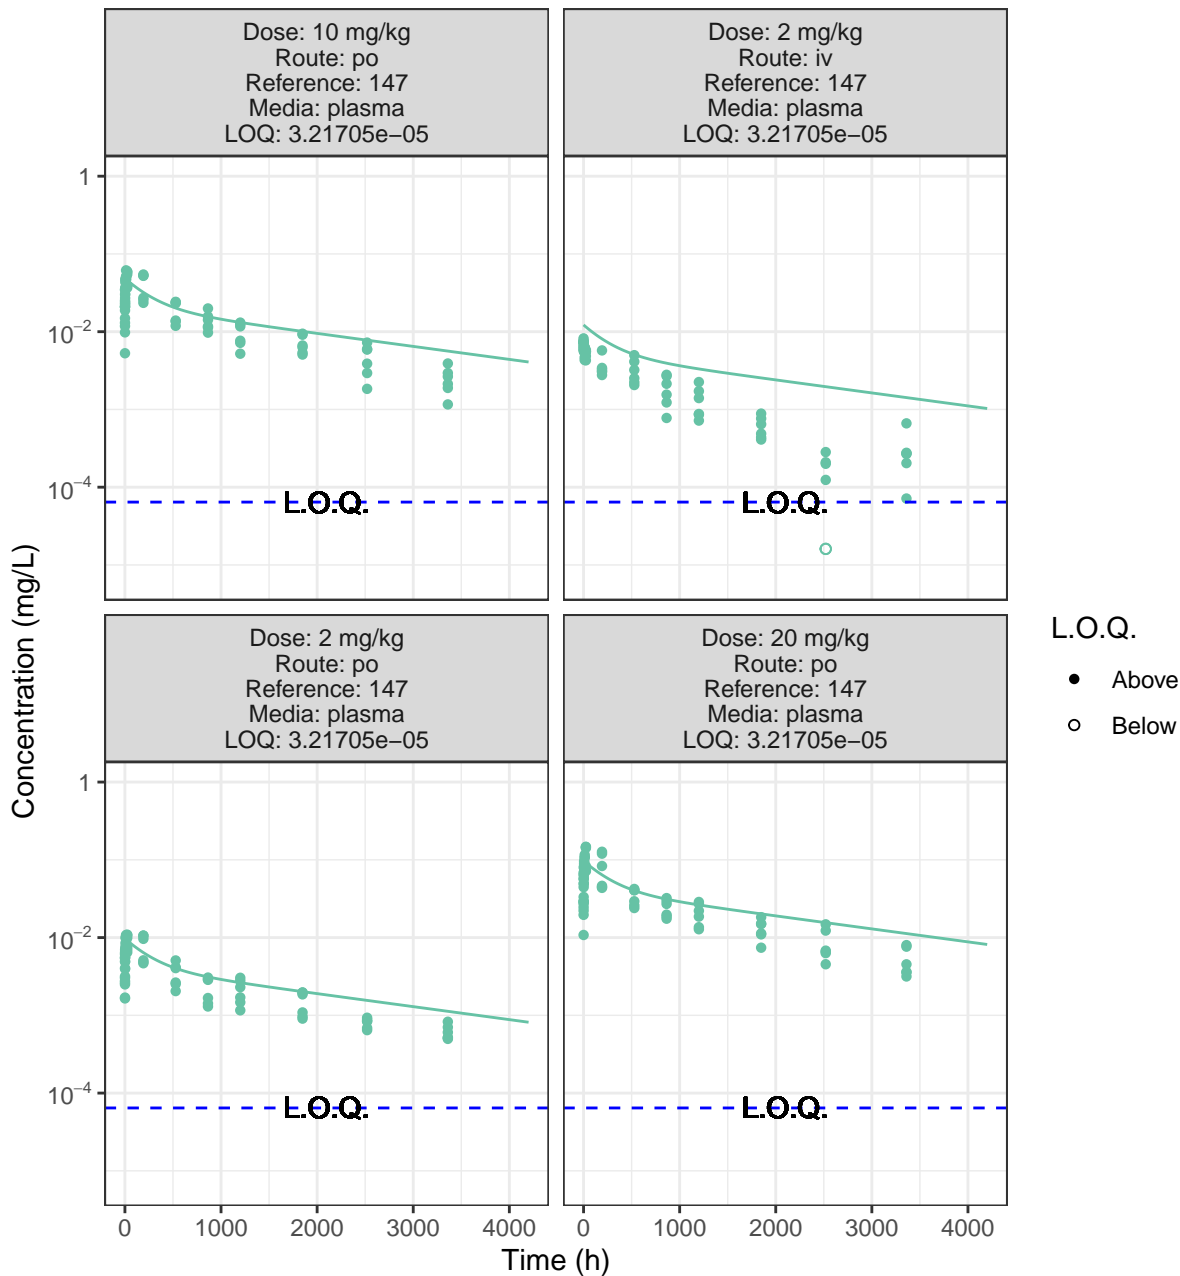 Dose: 10 mg/kg
Route: po
Reference: 147
Media: plasma
LOQ: 3.21705e−05
Dose: 2 mg/kg
Route: iv
Reference: 147
Media: plasma
LOQ: 3.21705e−05
1
10⁻²
10⁻⁴
L.O.Q.
L.O.Q.
Concentration (mg/L)
Dose: 2 mg/kg
Route: po
Reference: 147
Media: plasma
LOQ: 3.21705e−05
Dose: 20 mg/kg
Route: po
Reference: 147
Media: plasma
LOQ: 3.21705e−05
1
10⁻²
10⁻⁴
L.O.Q.
L.O.Q.
0 1000 2000 3000 4000
0 1000 2000 3000 4000
Time (h)
L.O.Q.
Above
Below